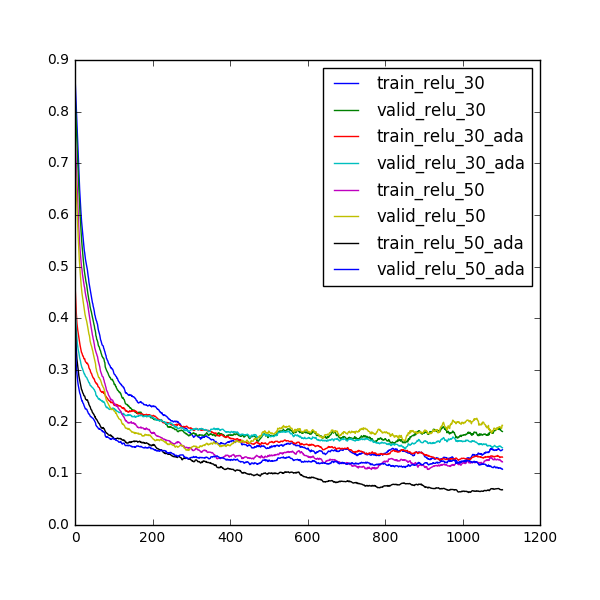 0.9
0.8
0.7
0.6
0.5
0.4
0.3
0.2
0.1
0.0
0
200
400
600
800
1000
1200
train_relu_30
valid_relu_30
train_relu_30_ada
valid_relu_30_ada
train_relu_50
valid_relu_50
train_relu_50_ada
valid_relu_50_ada